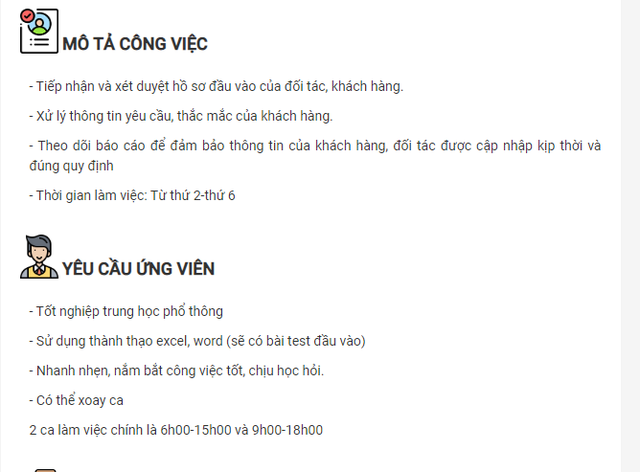 MÔ TẢ CÔNG VIỆC
- Tiếp nhận và xét duyệt hồ sơ đầu vào của đối tác, khách hàng.
- Xử lý thông tin yêu cầu, thắc mắc của khách hàng.
- Theo dõi báo cáo để đảm bảo thông tin của khách hàng, đối tác được cập nhập kịp thời và
đúng quy định
- Thời gian làm việc: Từ thứ 2-thứ 6
YÊU CẦU ỨNG VIÊN
- Tốt nghiệp trung học phổ thông
- Sử dụng thành thạo excel, word (sẽ có bài test đầu vào)
- Nhanh nhẹn, nắm bắt công việc tốt, chịu học hỏi.
- Có thể xoay ca
2 ca làm việc chính là 6h00-15h00 và 9h00-18h00